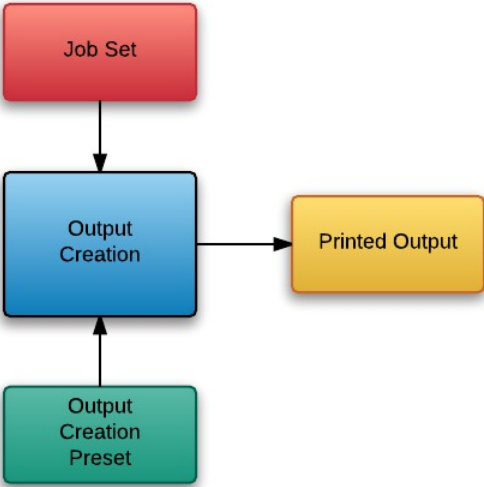 Job Set
Output
Creation
Printed Output
Output
Creation
Preset